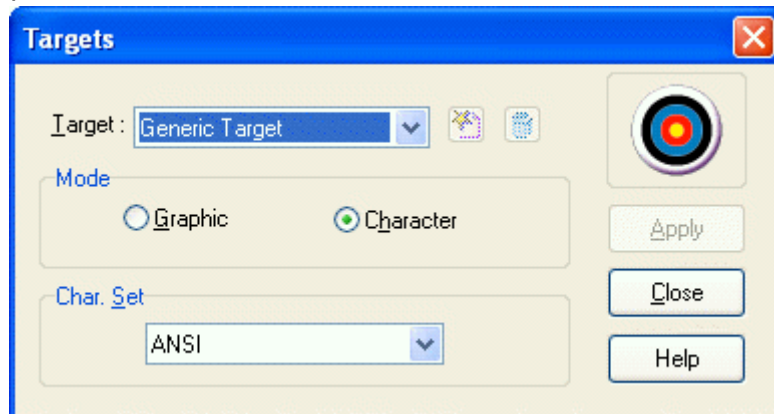 Targets
Target : Generic Target
Mode
Graphic Character
Apply
Char. Set
Close
ANSI
Help